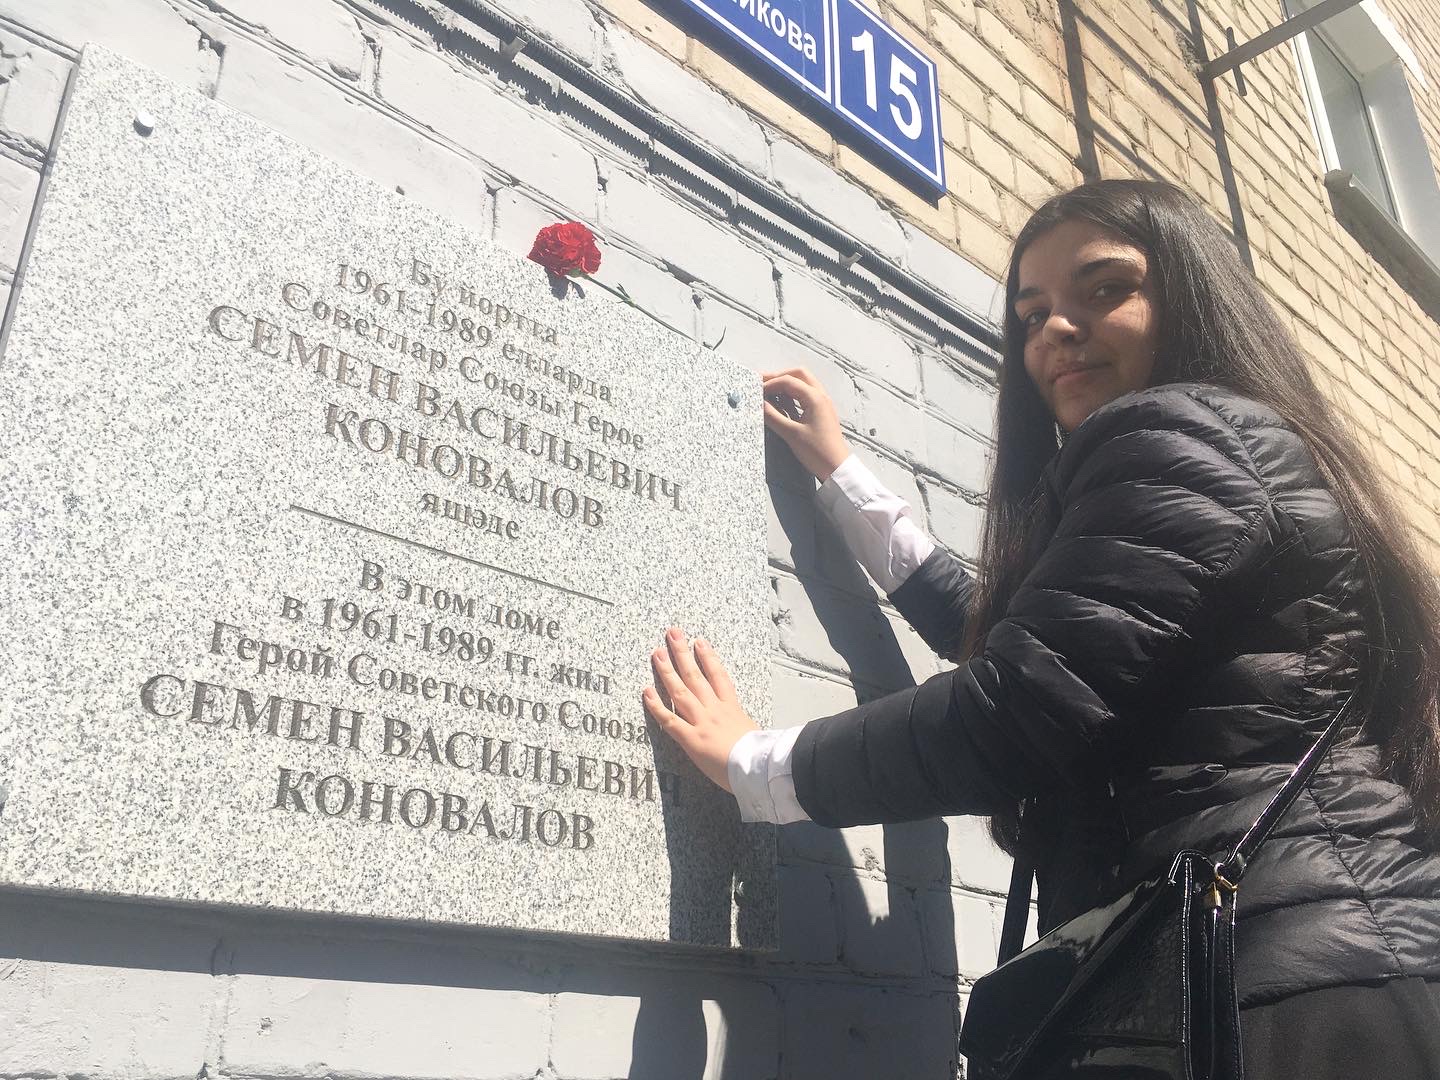 икова
15
Бу йортта
1961-1989 елларда
Советлар Союзы Герое
СЕМЕН ВАСИЛЬЕВИЧ
КОНОВАЛОВ
яшәде
В этом доме
в 1961-1989 гг. жил
Герой Советского Союза
СЕМЕН ВАСИЛЬЕВИЧ
КОНОВАЛОВ